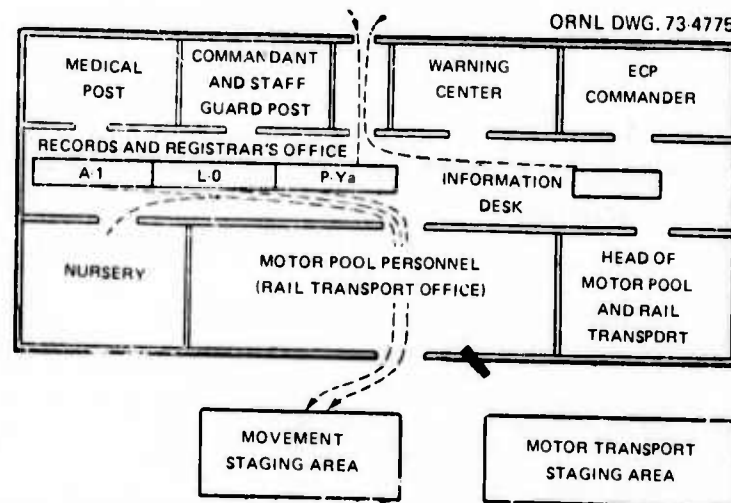 ORNL DWG. 73-4775
MEDICAL
POST
COMMANDANT
AND STAFF
GUARD POST
WARNING
CENTER
ECP
COMMANDER
RECORDS AND REGISTRAR'S OFFICE
A-1
L-0
P-Ya
INFORMATION
DESK
NURSERY
MOTOR POOL PERSONNEL
(RAIL TRANSPORT OFFICE)
HEAD OF
MOTOR POOL
AND RAIL
TRANSPORT
MOVEMENT
STAGING AREA
MOTOR TRANSPORT
STAGING AREA